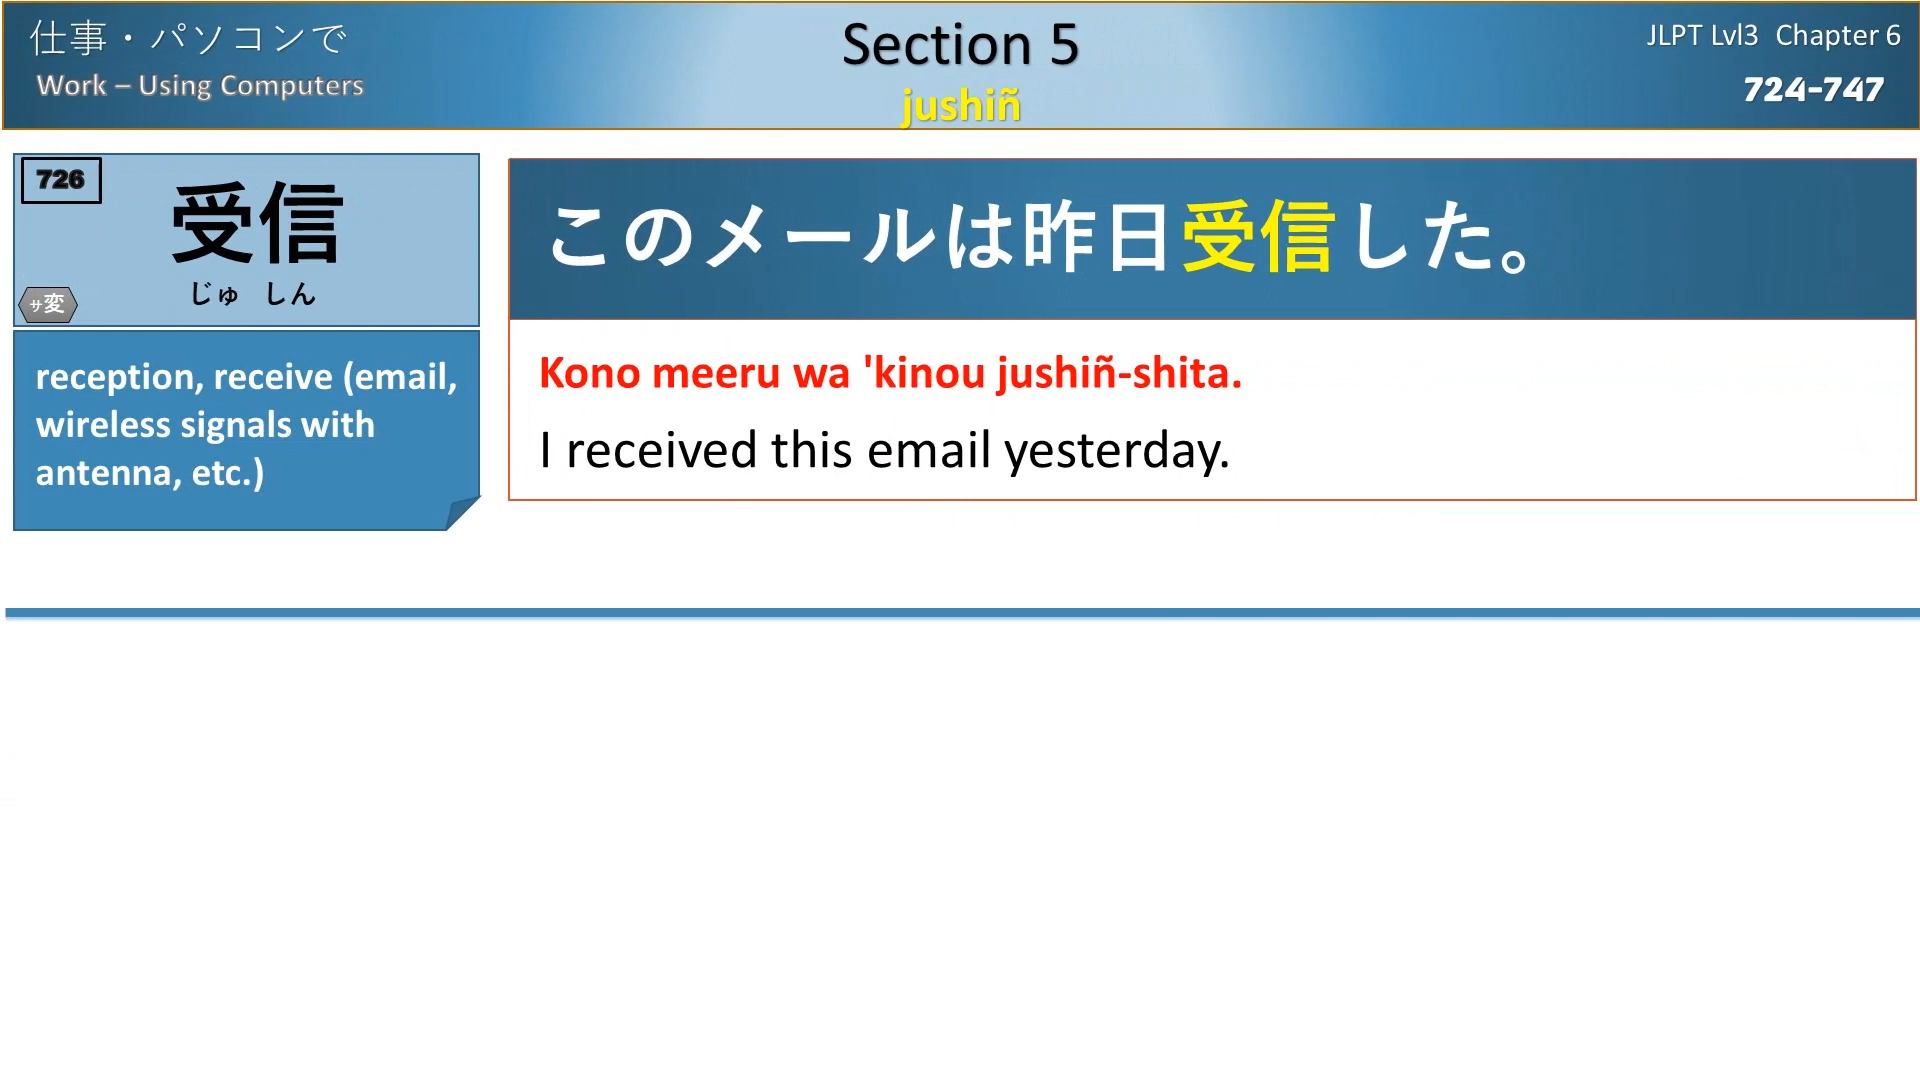 仕事・パソコンで
Work – Using Computers
Section 5
jushiñ
JLPT Lvl3 Chapter 6
724-747
726
受信
じゅ しん
サ変
reception, receive (email,
wireless signals with
antenna, etc.)
このメールは昨日受信した。
Kono meeru wa 'kinou jushiñ-shita.
I received this email yesterday.